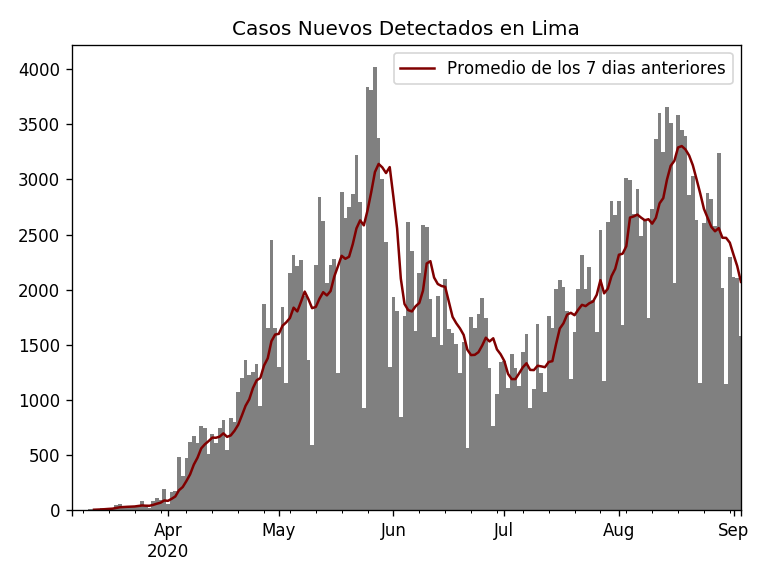 Casos Nuevos Detectados en Lima
Promedio de los 7 dias anteriores
4000
3500
3000
2500
2000
1500
1000
500
0
Apr
2020
May
Jun
Jul
Aug
Sep